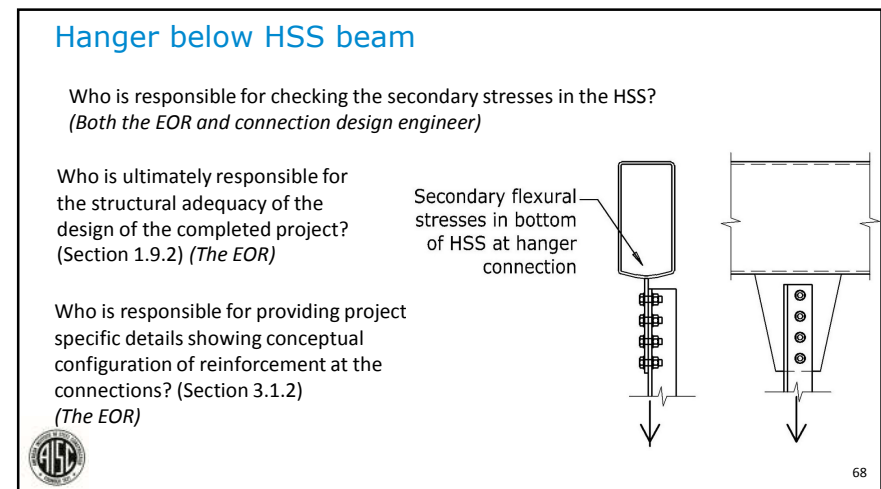 Hanger below HSS beam
Who is responsible for checking the secondary stresses in the HSS?
(Both the EOR and connection design engineer)
Who is ultimately responsible for
the structural adequacy of the
design of the completed project?
(Section 1.9.2) (The EOR)
Secondary flexural
stresses in bottom
of HSS at hanger
connection
Who is responsible for providing project
specific details showing conceptual
configuration of reinforcement at the
connections? (Section 3.1.2)
(The EOR)
AISC
68